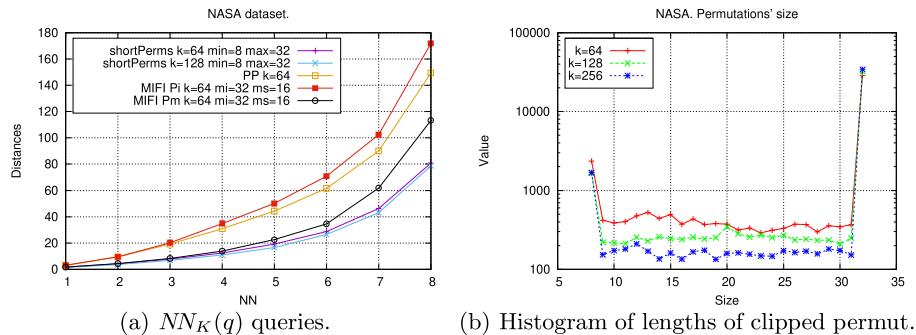 NASA dataset.
180
160
140
120
100
80
60
40
20
0
Distances
shortPerms k=64 min=8 max=32
shortPerms k=128 min=8 max=32
PP k=64
MIFI Pi k=64 mi=32 ms=16
MIFI Pm k=64 mi=32 ms=16
1 2 3 4 5 6 7 8
NN
(a) NN_K(q) queries.
NASA. Permutations' size
100000
10000
1000
100
Value
k=64
k=128
k=256
5 10 15 20 25 30 35
Size
(b) Histogram of lengths of clipped permut.